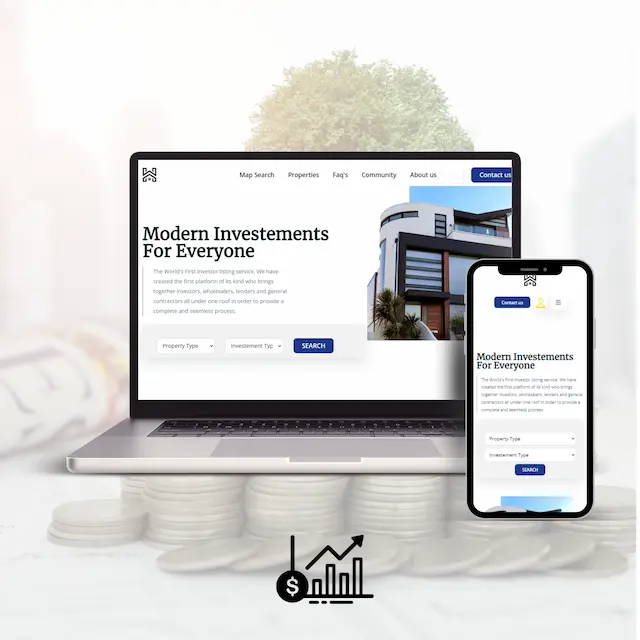 Map Search Properties Faq's Community About us Contact us
Modern Investements
For Everyone
The World's First investor listing service. We have
created the first platform of its kind who brings
together investors, wholesalers, lenders and general
contractors all under one roof in order to provide a
complete and seemless process.
Property Type Investement Typ SEARCH
Contact us
Modern Investements
For Everyone
The World's First investor listing service. We have
created the first platform of its kind who brings
together investors, wholesalers, lenders and general
contractors all under one roof in order to provide a
complete and seemless process.
Property Type
Investement Type
SEARCH
$